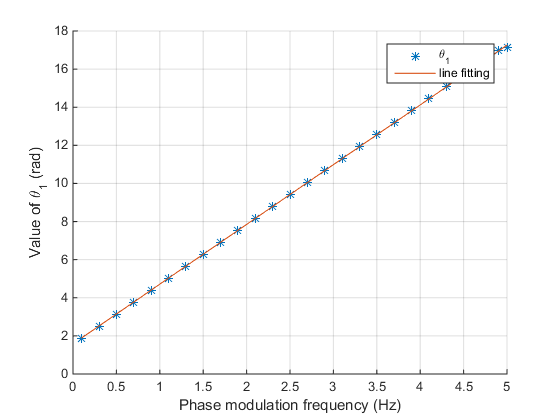 18
16
14
12
10
8
6
4
2
0
Value of θ1 (rad)
θ1
line fitting
0 0.5 1 1.5 2 2.5 3 3.5 4 4.5 5
Phase modulation frequency (Hz)